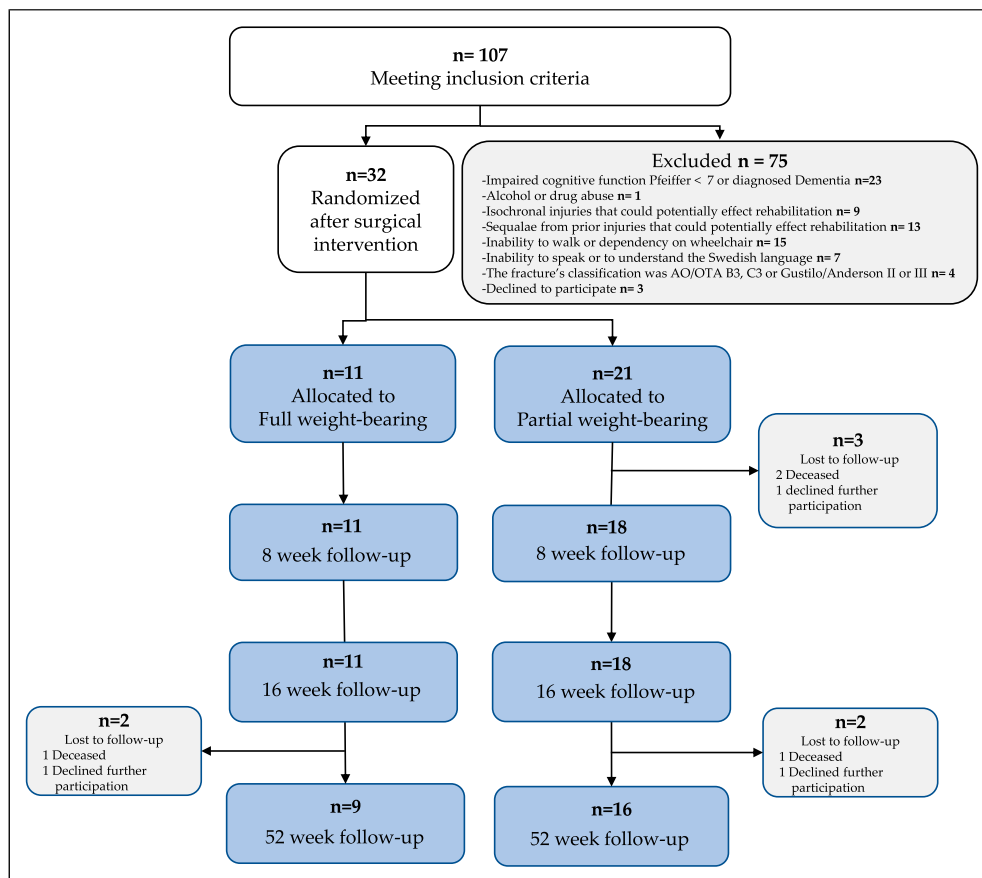 n= 107
Meeting inclusion criteria
n=32
Randomized
after surgical
intervention
Excluded n = 75
-Impaired cognitive function Pfeiffer < 7 or diagnosed Dementia n=23
-Alcohol or drug abuse n= 1
-Isochronal injuries that could potentially effect rehabilitation n= 9
-Sequalae from prior injuries that could potentially effect rehabilitation n= 13
-Inability to walk or dependency on wheelchair n= 15
-Inability to speak or to understand the Swedish language n= 7
-The fracture's classification was AO/OTA B3, C3 or Gustilo/Anderson II or III n= 4
-Declined to participate n= 3
n=11
Allocated to
Full weight-bearing
n=21
Allocated to
Partial weight-bearing
n=3
Lost to follow-up
2 Deceased
1 declined further
participation
n=11
8 week follow-up
n=18
8 week follow-up
n=11
16 week follow-up
n=18
16 week follow-up
n=2
Lost to follow-up
1 Deceased
1 Declined further
participation
n=2
Lost to follow-up
1 Deceased
1 Declined further
participation
n=9
52 week follow-up
n=16
52 week follow-up